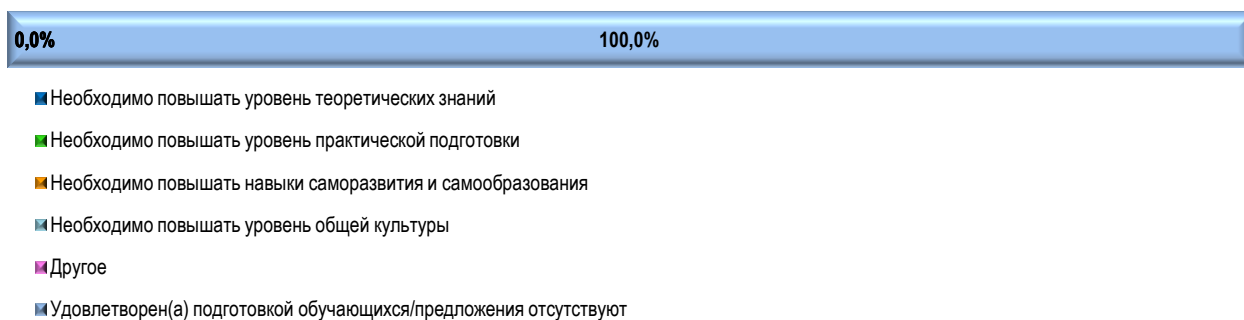 0,0% 100,0%
Необходимо повышать уровень теоретических знаний
Необходимо повышать уровень практической подготовки
Необходимо повышать навыки саморазвития и самообразования
Необходимо повышать уровень общей культуры
Другое
Удовлетворен(а) подготовкой обучающихся/предложения отсутствуют